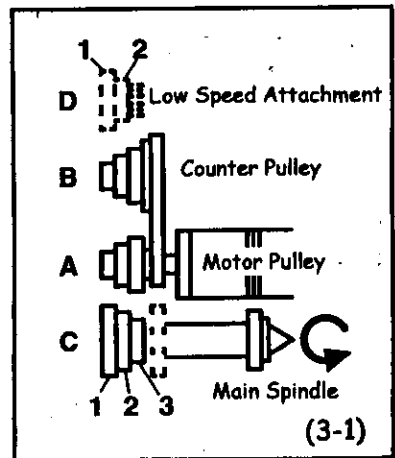 1 2
D Low Speed Attachment
B Counter Pulley
A Motor Pulley
C
1 2 3
Main Spindle
(3-1)